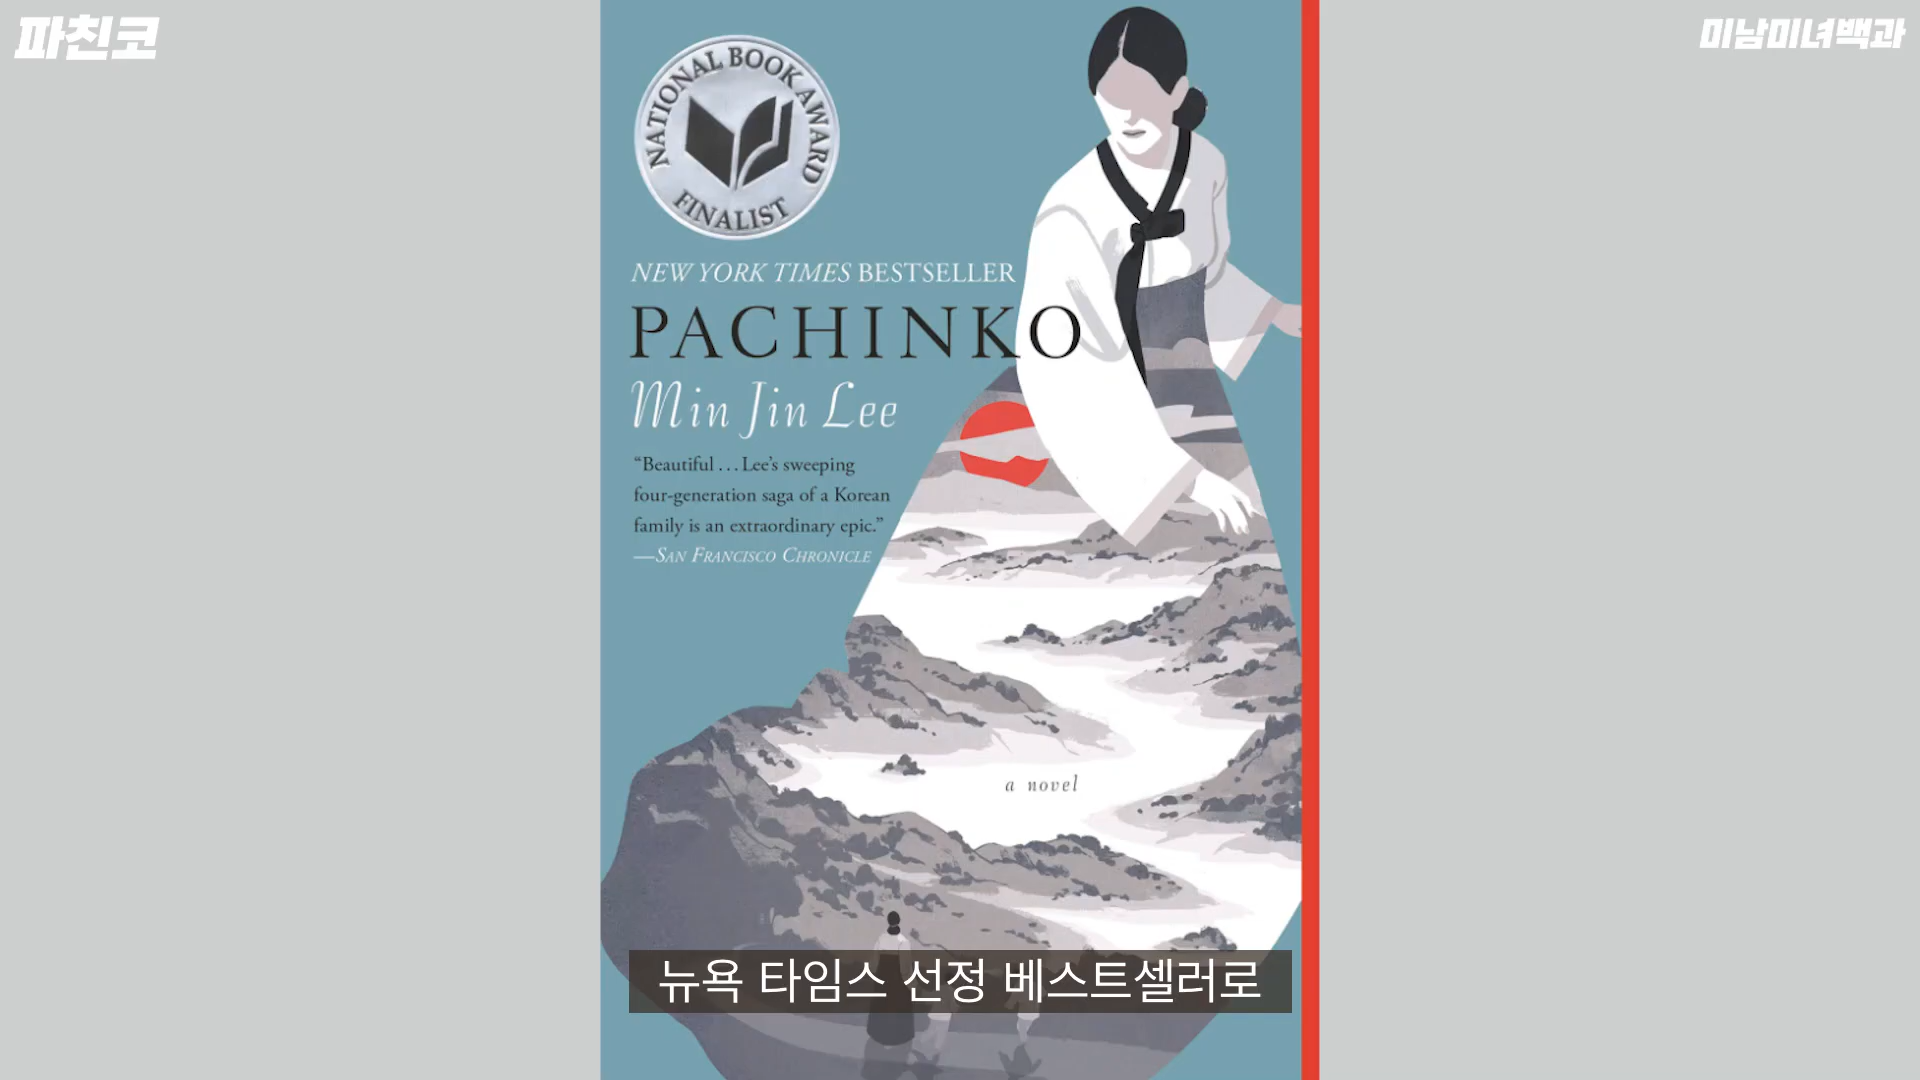 파친코
미남미녀백과
NATIONAL BOOK AWARD
FINALIST
NEW YORK TIMES BESTSELLER
PACHINKO
Min Jin Lee
“Beautiful . . . Lee’s sweeping
four-generation saga of a Korean
family is an extraordinary epic.”
—SAN FRANCISCO CHRONICLE
a novel
뉴욕 타임스 선정 베스트셀러로